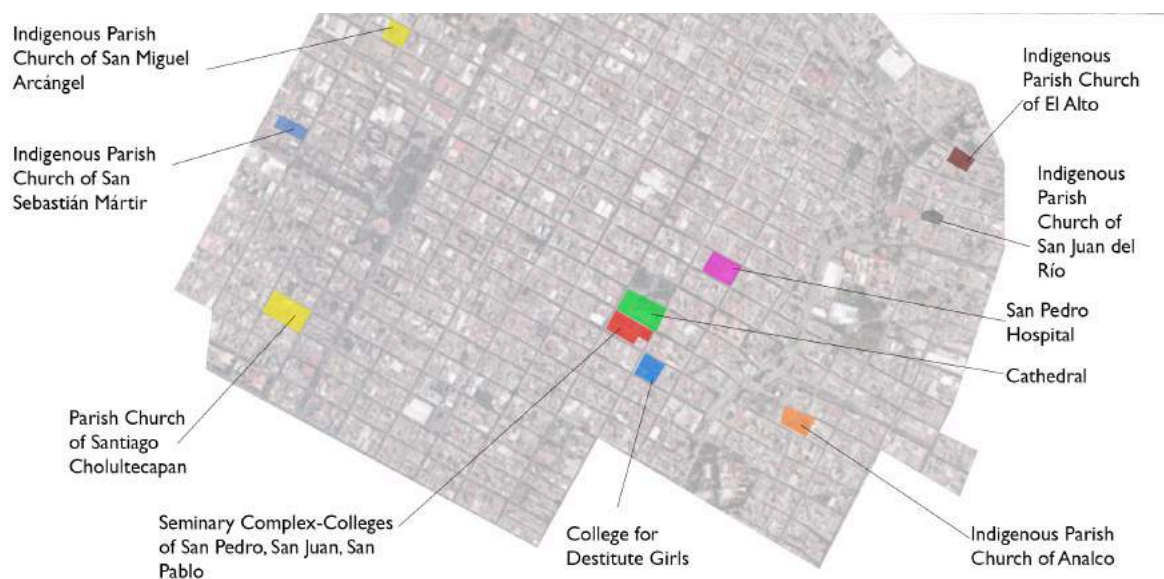 Indigenous Parish
Church of San Miguel
Arcángel
Indigenous Parish
Church of San
Sebastián Mártir
Parish Church
of Santiago
Cholultecapan
Seminary Complex-Colleges
of San Pedro, San Juan, San
Pablo
College for
Destitute Girls
Indigenous Parish
Church of Analco
Cathedral
San Pedro
Hospital
Indigenous
Parish
Church of
San Juan del
Río
Indigenous
Parish Church
of El Alto